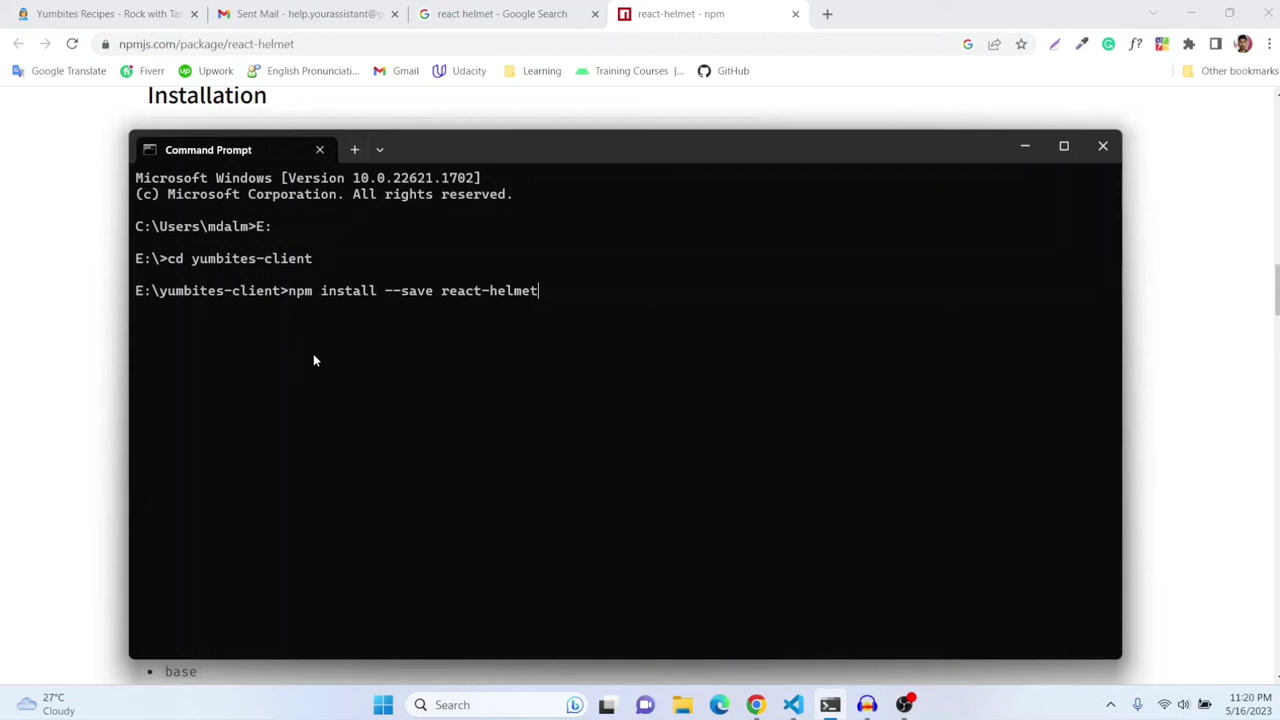 Yumbites Recipes - Rock with Tas
Sent Mail - help.yourassistant@g
react helmet - Google Search
react-helmet - npm
npmjs.com/package/react-helmet
f?
Google Translate
Fiverr
Upwork
English Pronunciati...
Gmail
Udacity
Learning
Training Courses |...
GitHub
Other bookmarks
Installation
Command Prompt
Microsoft Windows [Version 10.0.22621.1702]
(c) Microsoft Corporation. All rights reserved.
C:\Users\mdalm>E:
E:\>cd yumbites-client
E:\yumbites-client>npm install --save react-helmet
base
27°C
Cloudy
Search
11:20 PM
5/16/2023